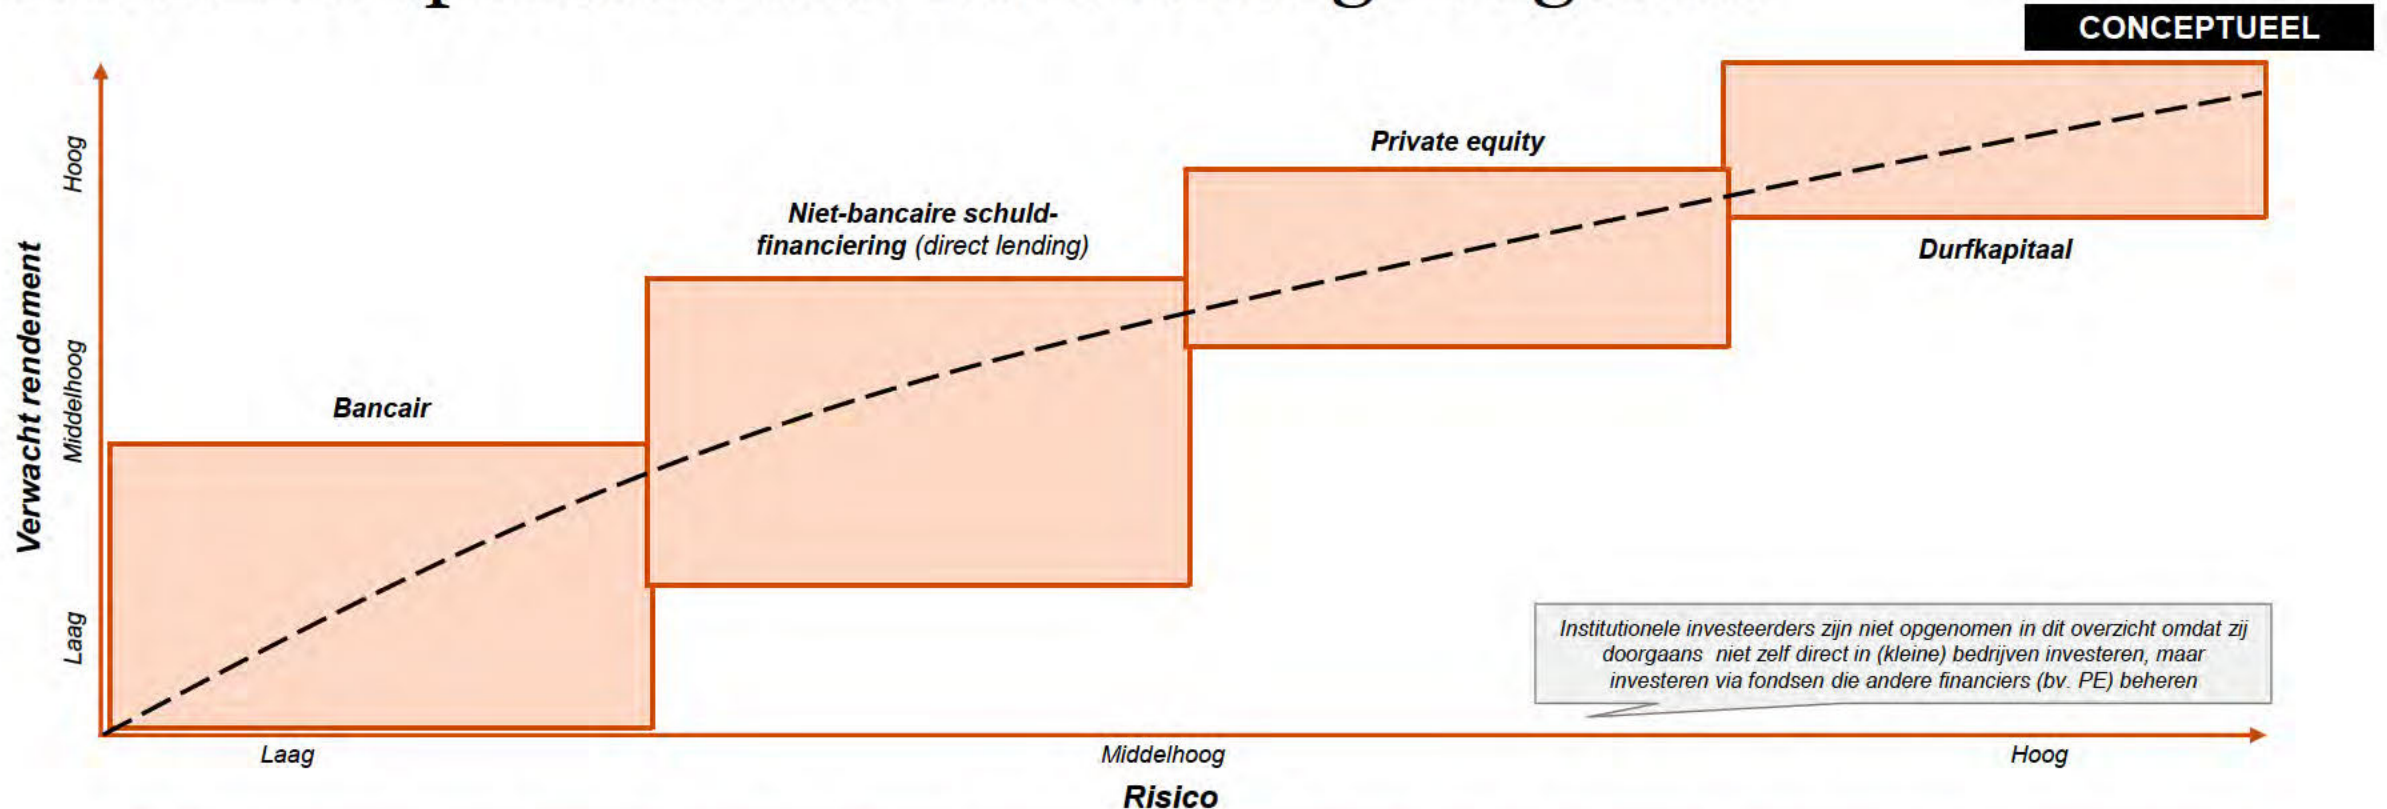 CONCEPTUEEL
Private equity
Niet-bancaire schuld-
financiering (direct lending)
Durfkapitaal
Bancair
Verwacht rendement
Hoog
Middelhoog
Laag
Institutionele investeerders zijn niet opgenomen in dit overzicht omdat zij
doorgaans niet zelf direct in (kleine) bedrijven investeren, maar
investeren via fondsen die andere financiers (bv. PE) beheren
Laag
Middelhoog
Hoog
Risico